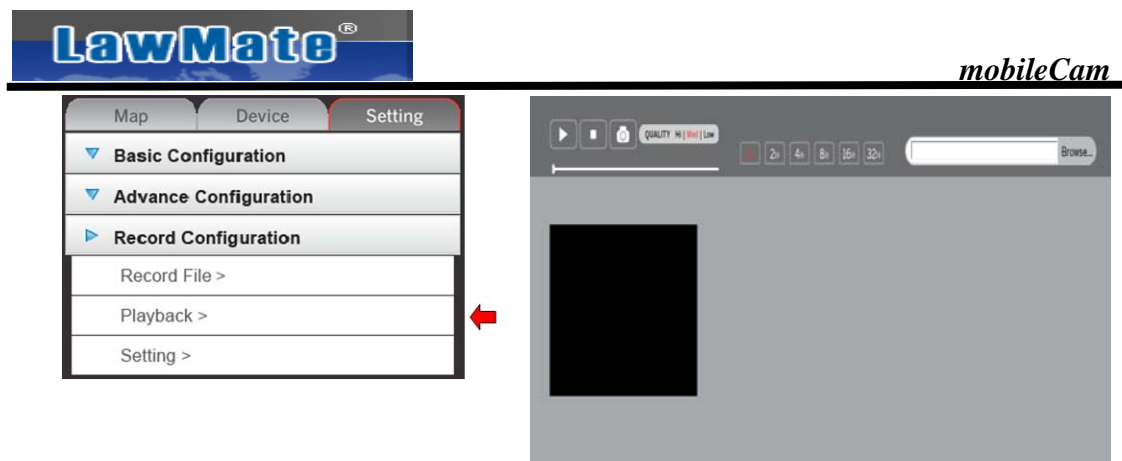 LawMate®
mobileCam
Map Device Setting
Basic Configuration
Advance Configuration
Record Configuration
Record File >
Playback >
Setting >
QUALITY Hi | Med | Low
2x 4x 8x 16x 32x
Browse...